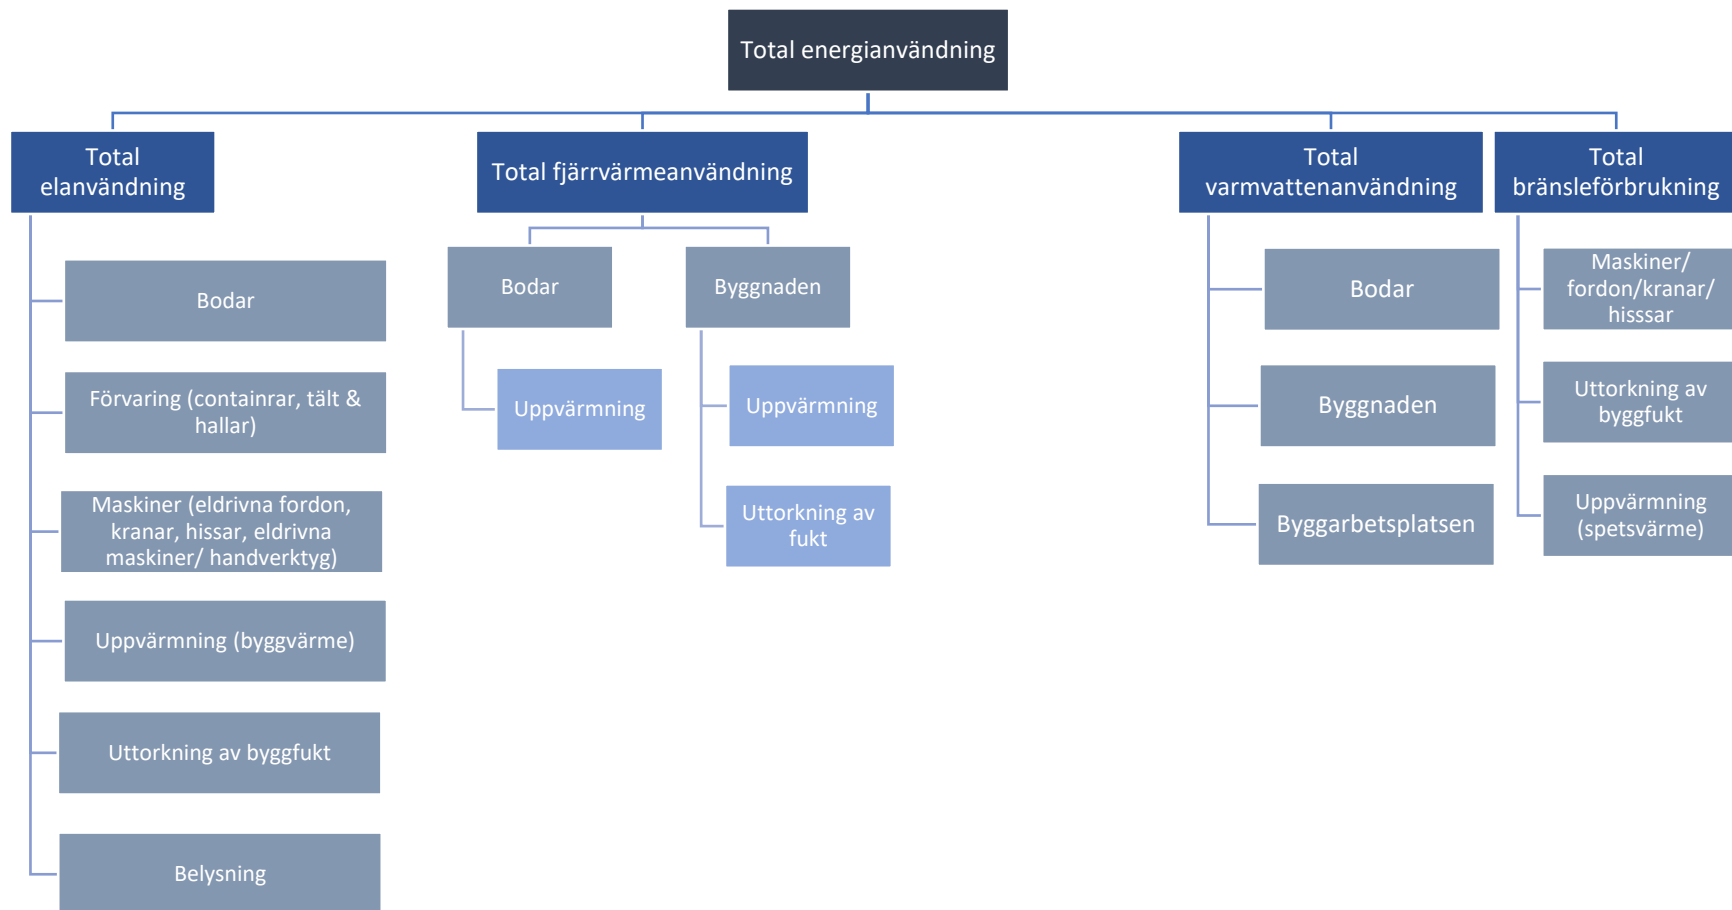 Total energianvändning
Total
elanvändning
Bodar
Förvaring (containrar, tält &
hallar)
Maskiner (eldrivna fordon,
kranar, hissar, eldrivna
maskiner/ handverktyg)
Uppvärmning (byggvärme)
Uttorkning av byggfukt
Belysning
Total fjärrvärmeanvändning
Bodar
Uppvärmning
Byggnaden
Uppvärmning
Uttorkning av
fukt
Total
varmvattenanvändning
Bodar
Byggnaden
Byggarbetsplatsen
Total
bränsleförbrukning
Maskiner/
fordon/kranar/
hisssar
Uttorkning av
byggfukt
Uppvärmning
(spetsvärme)